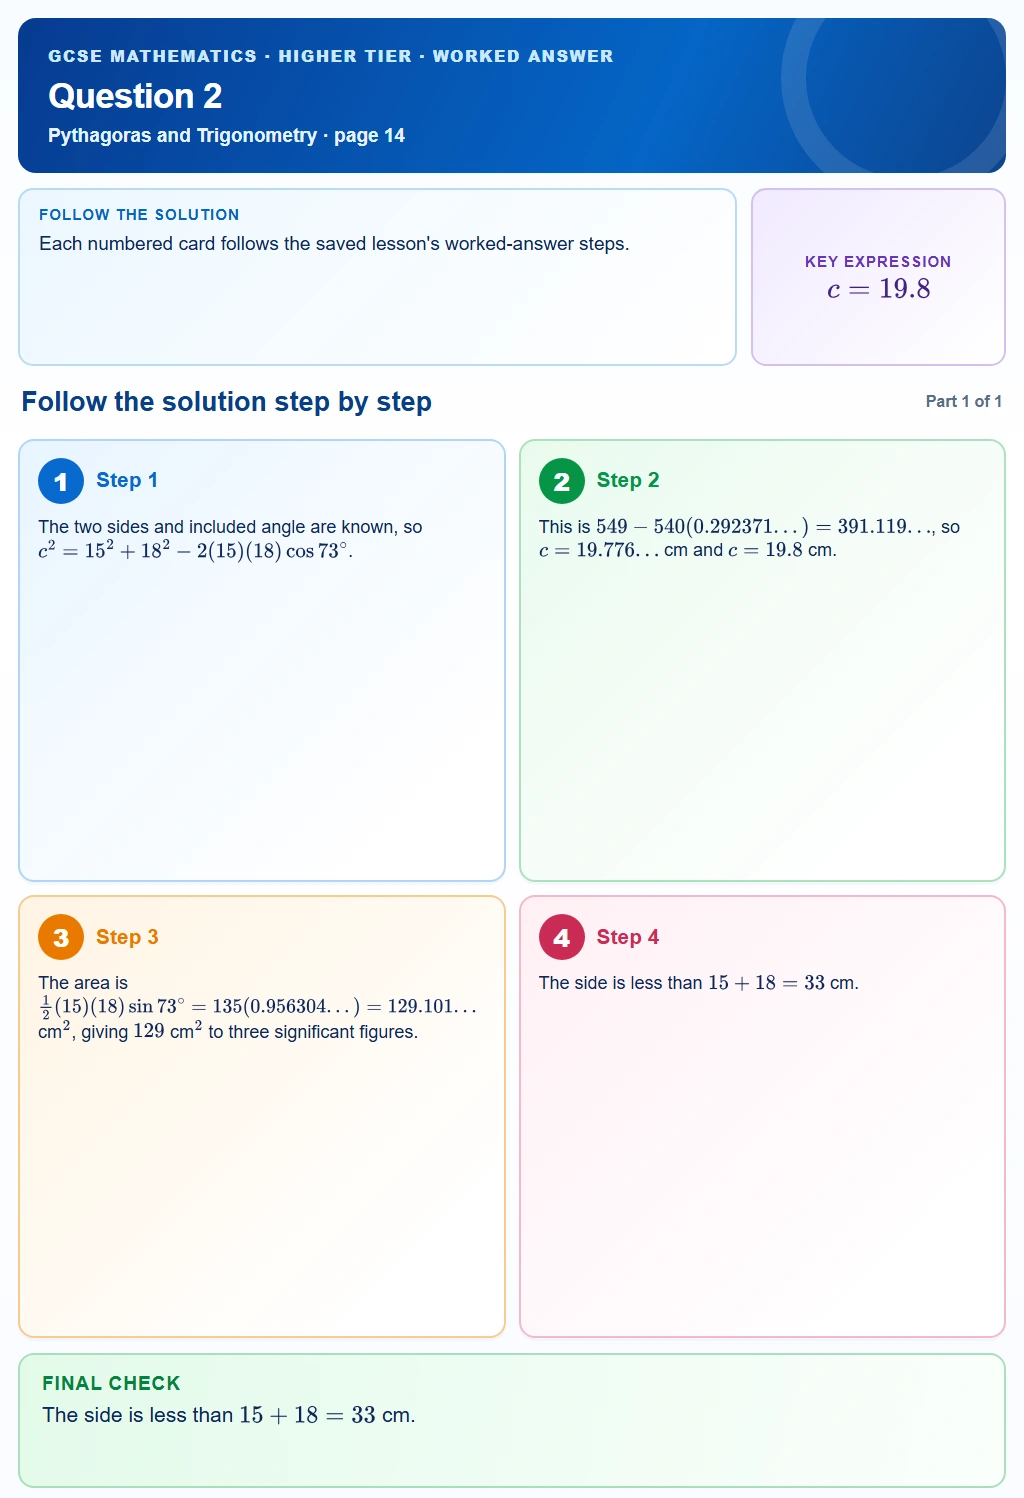 GCSE MATHEMATICS · HIGHER TIER · WORKED ANSWER
Question 2
Pythagoras and Trigonometry · page 14
FOLLOW THE SOLUTION
Each numbered card follows the saved lesson's worked-answer steps.
KEY EXPRESSION
c = 19.8
Follow the solution step by step
Part 1 of 1
1 Step 1
The two sides and included angle are known, so
c² = 15² + 18² − 2(15)(18) cos 73°.
2 Step 2
This is 549 − 540(0.292371…) = 391.119…, so
c = 19.776… cm and c = 19.8 cm.
3 Step 3
The area is
½(15)(18) sin 73° = 135(0.956304…) = 129.101…
cm², giving 129 cm² to three significant figures.
4 Step 4
The side is less than 15 + 18 = 33 cm.
FINAL CHECK
The side is less than 15 + 18 = 33 cm.